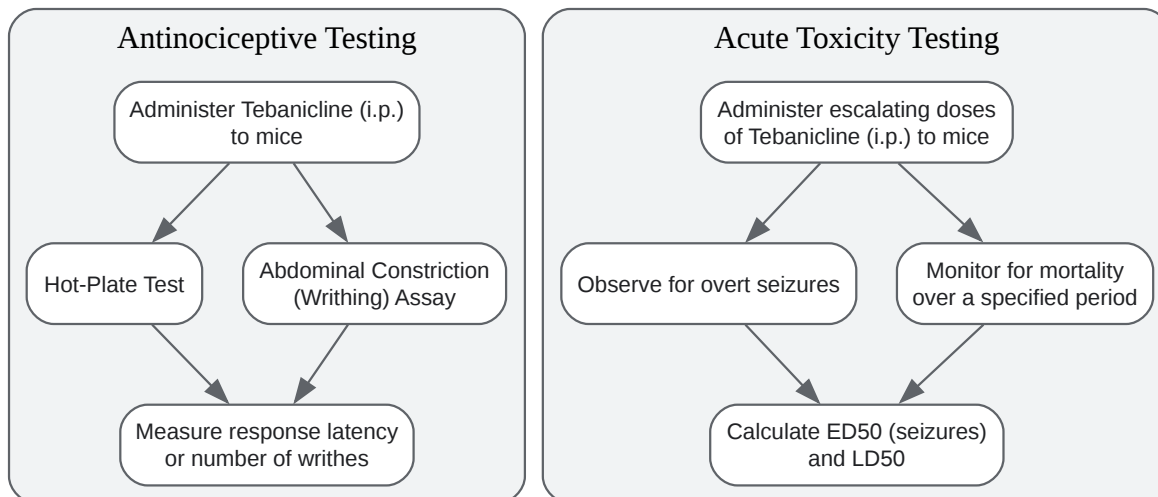 Antinociceptive Testing
Administer Tebanicline (i.p.)
to mice
Hot-Plate Test
Abdominal Constriction
(Writhing) Assay
Measure response latency
or number of writhes
Acute Toxicity Testing
Administer escalating doses
of Tebanicline (i.p.) to mice
Observe for overt seizures
Monitor for mortality
over a specified period
Calculate ED50 (seizures)
and LD50